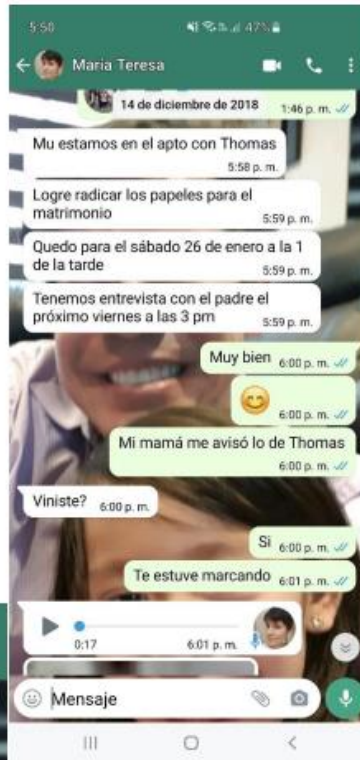 5:50 47%
Maria Teresa
14 de diciembre de 2018 1:46 p. m.
Mu estamos en el apto con Thomas
5:58 p. m.
Logre radicar los papeles para el
matrimonio 5:59 p. m.
Quedo para el sábado 26 de enero a la 1
de la tarde 5:59 p. m.
Tenemos entrevista con el padre el
próximo viernes a las 3 pm 5:59 p. m.
Muy bien 6:00 p. m.
6:00 p. m.
Mi mamá me avisó lo de Thomas
6:00 p. m.
Viniste? 6:00 p. m.
Si 6:00 p. m.
Te estuve marcando 6:01 p. m.
0:17 6:01 p. m.
Mensaje